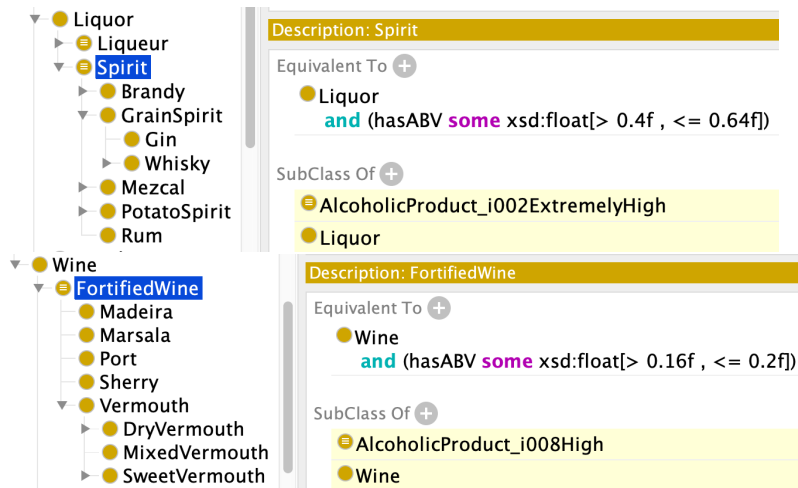 Liquor
Liqueur
Spirit
Brandy
GrainSpirit
Gin
Whisky
Mezcal
PotatoSpirit
Rum
Description: Spirit
Equivalent To
Liquor
and (hasABV some xsd:float[> 0.4f , <= 0.64f])
SubClass Of
AlcoholicProduct_i002ExtremelyHigh
Liquor
Wine
FortifiedWine
Madeira
Marsala
Port
Sherry
Vermouth
DryVermouth
MixedVermouth
SweetVermouth
Description: FortifiedWine
Equivalent To
Wine
and (hasABV some xsd:float[> 0.16f , <= 0.2f])
SubClass Of
AlcoholicProduct_i008High
Wine